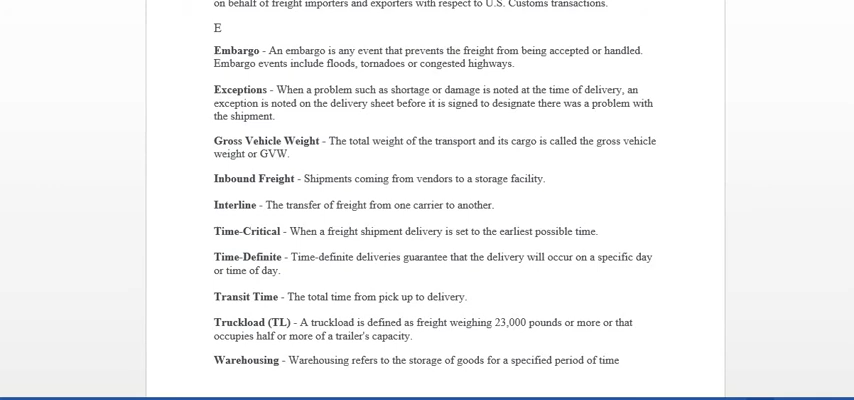 on behalf of freight importers and exporters with respect to U.S. Customs transactions.
E
Embargo - An embargo is any event that prevents the freight from being accepted or handled.
Embargo events include floods, tornadoes or congested highways.
Exceptions - When a problem such as shortage or damage is noted at the time of delivery, an
exception is noted on the delivery sheet before it is signed to designate there was a problem with
the shipment.
Gross Vehicle Weight - The total weight of the transport and its cargo is called the gross vehicle
weight or GVW.
Inbound Freight - Shipments coming from vendors to a storage facility.
Interline - The transfer of freight from one carrier to another.
Time-Critical - When a freight shipment delivery is set to the earliest possible time.
Time-Definite - Time-definite deliveries guarantee that the delivery will occur on a specific day
or time of day.
Transit Time - The total time from pick up to delivery.
Truckload (TL) - A truckload is defined as freight weighing 23,000 pounds or more or that
occupies half or more of a trailer's capacity.
Warehousing - Warehousing refers to the storage of goods for a specified period of time